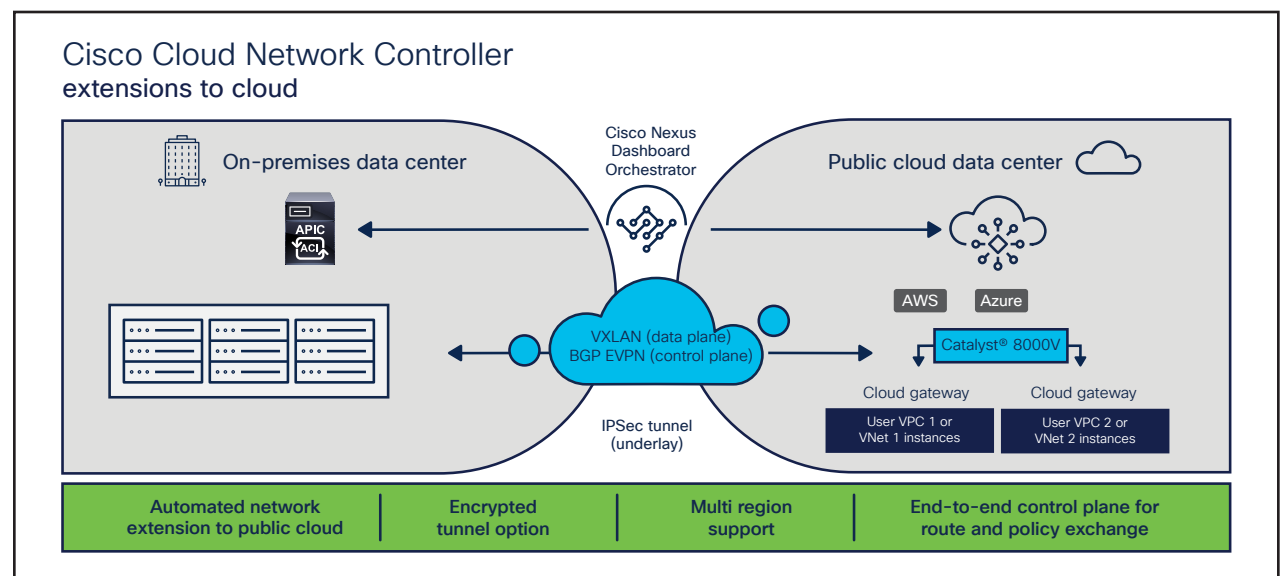 Cisco Cloud Network Controller
extensions to cloud
On-premises data center
APIC
ACI
Cisco Nexus
Dashboard
Orchestrator
Public cloud data center
AWS
Azure
VXLAN (data plane)
BGP EVPN (control plane)
Catalyst® 8000V
Cloud gateway
User VPC 1 or
VNet 1 instances
Cloud gateway
User VPC 2 or
VNet 2 instances
IPSec tunnel
(underlay)
Automated network
extension to public cloud
Encrypted
tunnel option
Multi region
support
End-to-end control plane for
route and policy exchange